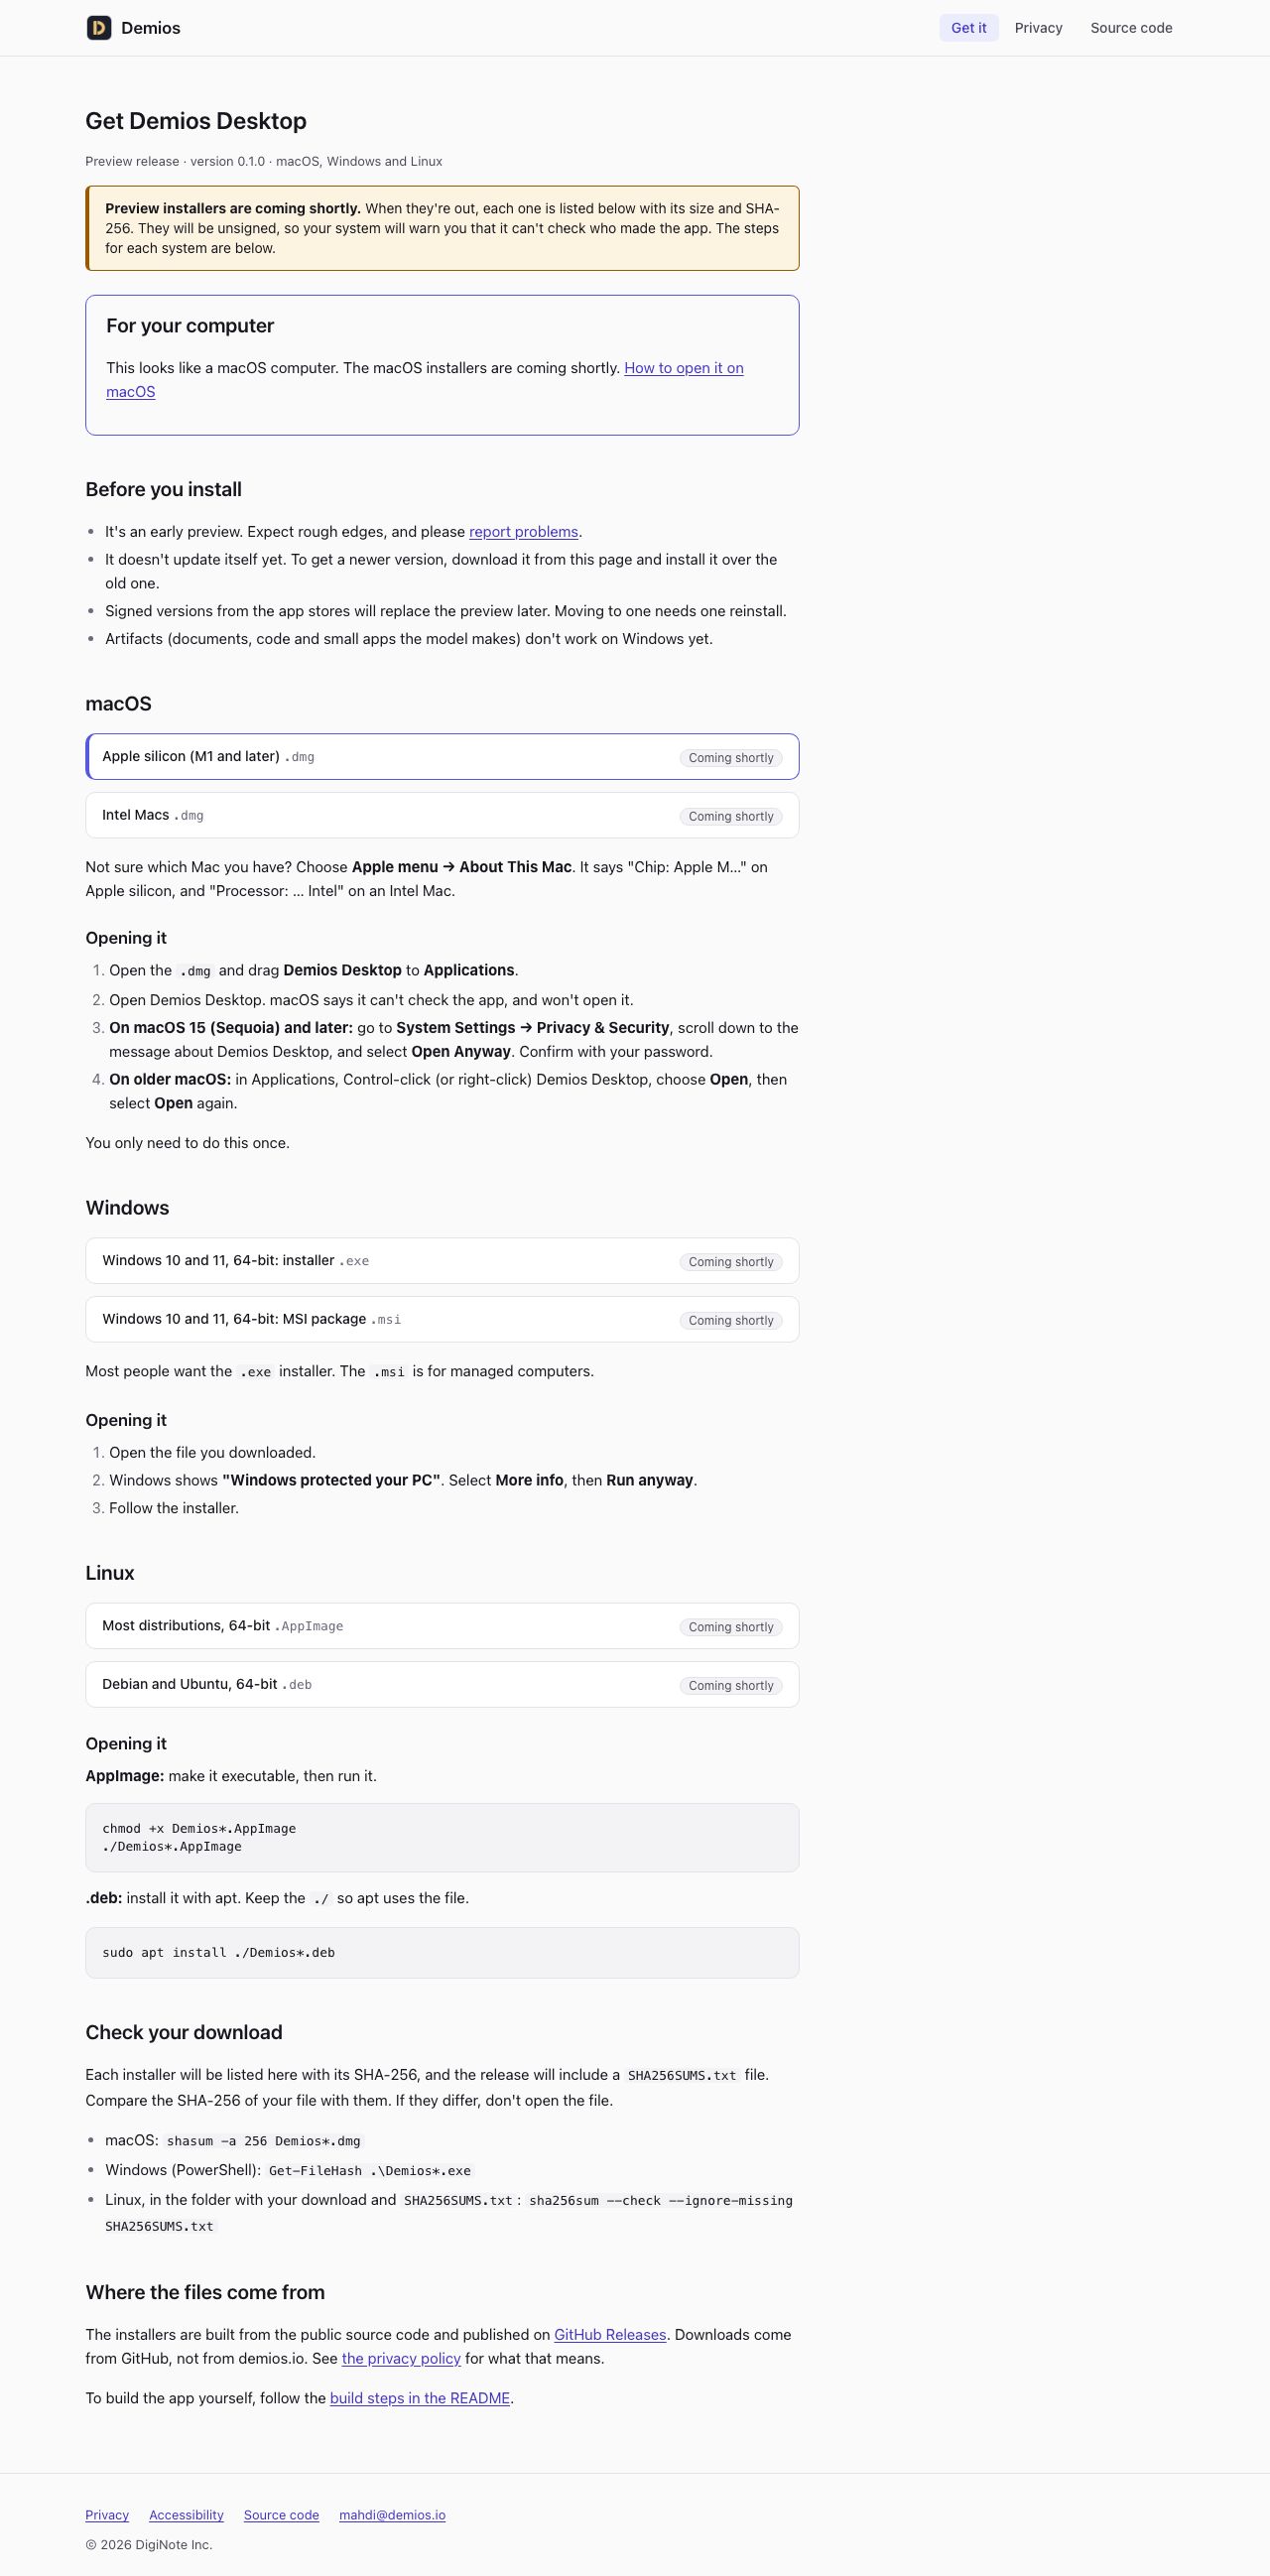 Demios
Get it
Privacy
Source code
Get Demios Desktop
Preview release · version 0.1.0 · macOS, Windows and Linux
Preview installers are coming shortly. When they're out, each one is listed below with its size and SHA-
256. They will be unsigned, so your system will warn you that it can't check who made the app. The steps
for each system are below.
For your computer
This looks like a macOS computer. The macOS installers are coming shortly. How to open it on
macOS
Before you install
• It's an early preview. Expect rough edges, and please report problems.
• It doesn't update itself yet. To get a newer version, download it from this page and install it over the
old one.
• Signed versions from the app stores will replace the preview later. Moving to one needs one reinstall.
• Artifacts (documents, code and small apps the model makes) don't work on Windows yet.
macOS
Apple silicon (M1 and later) .dmg Coming shortly
Intel Macs .dmg Coming shortly
Not sure which Mac you have? Choose Apple menu → About This Mac. It says "Chip: Apple M…" on
Apple silicon, and "Processor: … Intel" on an Intel Mac.
Opening it
1. Open the .dmg and drag Demios Desktop to Applications.
2. Open Demios Desktop. macOS says it can't check the app, and won't open it.
3. On macOS 15 (Sequoia) and later: go to System Settings → Privacy & Security, scroll down to the
message about Demios Desktop, and select Open Anyway. Confirm with your password.
4. On older macOS: in Applications, Control-click (or right-click) Demios Desktop, choose Open, then
select Open again.
You only need to do this once.
Windows
Windows 10 and 11, 64-bit: installer .exe Coming shortly
Windows 10 and 11, 64-bit: MSI package .msi Coming shortly
Most people want the .exe installer. The .msi is for managed computers.
Opening it
1. Open the file you downloaded.
2. Windows shows "Windows protected your PC". Select More info, then Run anyway.
3. Follow the installer.
Linux
Most distributions, 64-bit .AppImage Coming shortly
Debian and Ubuntu, 64-bit .deb Coming shortly
Opening it
AppImage: make it executable, then run it.
chmod +x Demios*.AppImage
./Demios*.AppImage
.deb: install it with apt. Keep the ./ so apt uses the file.
sudo apt install ./Demios*.deb
Check your download
Each installer will be listed here with its SHA-256, and the release will include a SHA256SUMS.txt file.
Compare the SHA-256 of your file with them. If they differ, don't open the file.
• macOS: shasum -a 256 Demios*.dmg
• Windows (PowerShell): Get-FileHash .\Demios*.exe
• Linux, in the folder with your download and SHA256SUMS.txt: sha256sum --check --ignore-missing
SHA256SUMS.txt
Where the files come from
The installers are built from the public source code and published on GitHub Releases. Downloads come
from GitHub, not from demios.io. See the privacy policy for what that means.
To build the app yourself, follow the build steps in the README.
Privacy Accessibility Source code mahdi@demios.io
© 2026 DigiNote Inc.